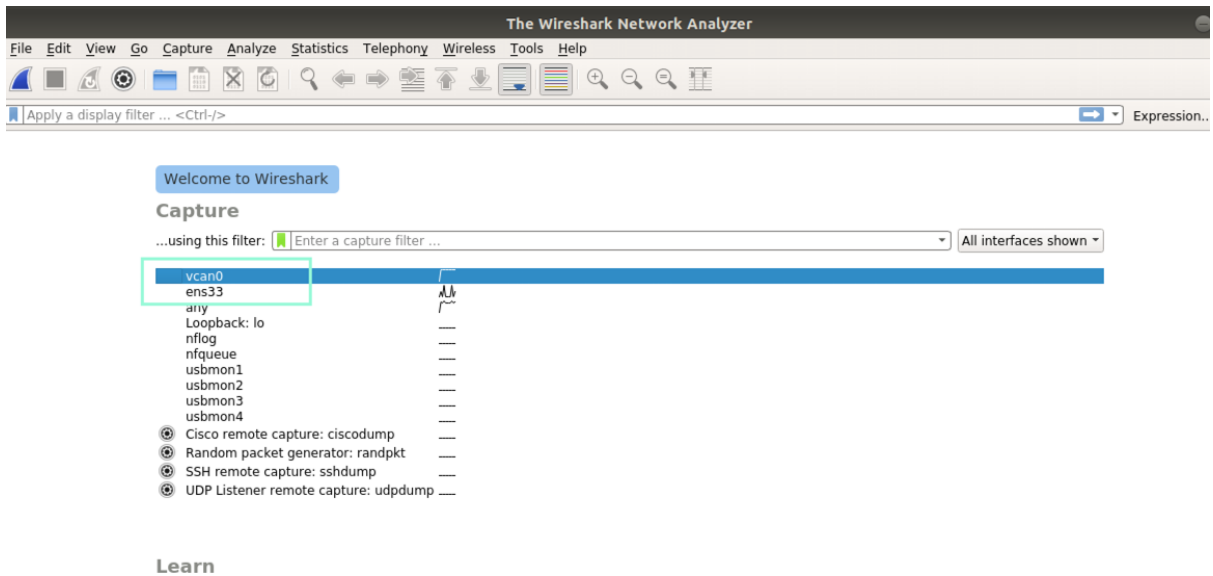 The Wireshark Network Analyzer
File Edit View Go Capture Analyze Statistics Telephony Wireless Tools Help
Apply a display filter ... <Ctrl-/> Expression..
Welcome to Wireshark
Capture
...using this filter: Enter a capture filter ... All interfaces shown
vcan0
ens33
any
Loopback: lo
nflog
nfqueue
usbmon1
usbmon2
usbmon3
usbmon4
Cisco remote capture: ciscodump
Random packet generator: randpkt
SSH remote capture: sshdump
UDP Listener remote capture: udpdump
Learn